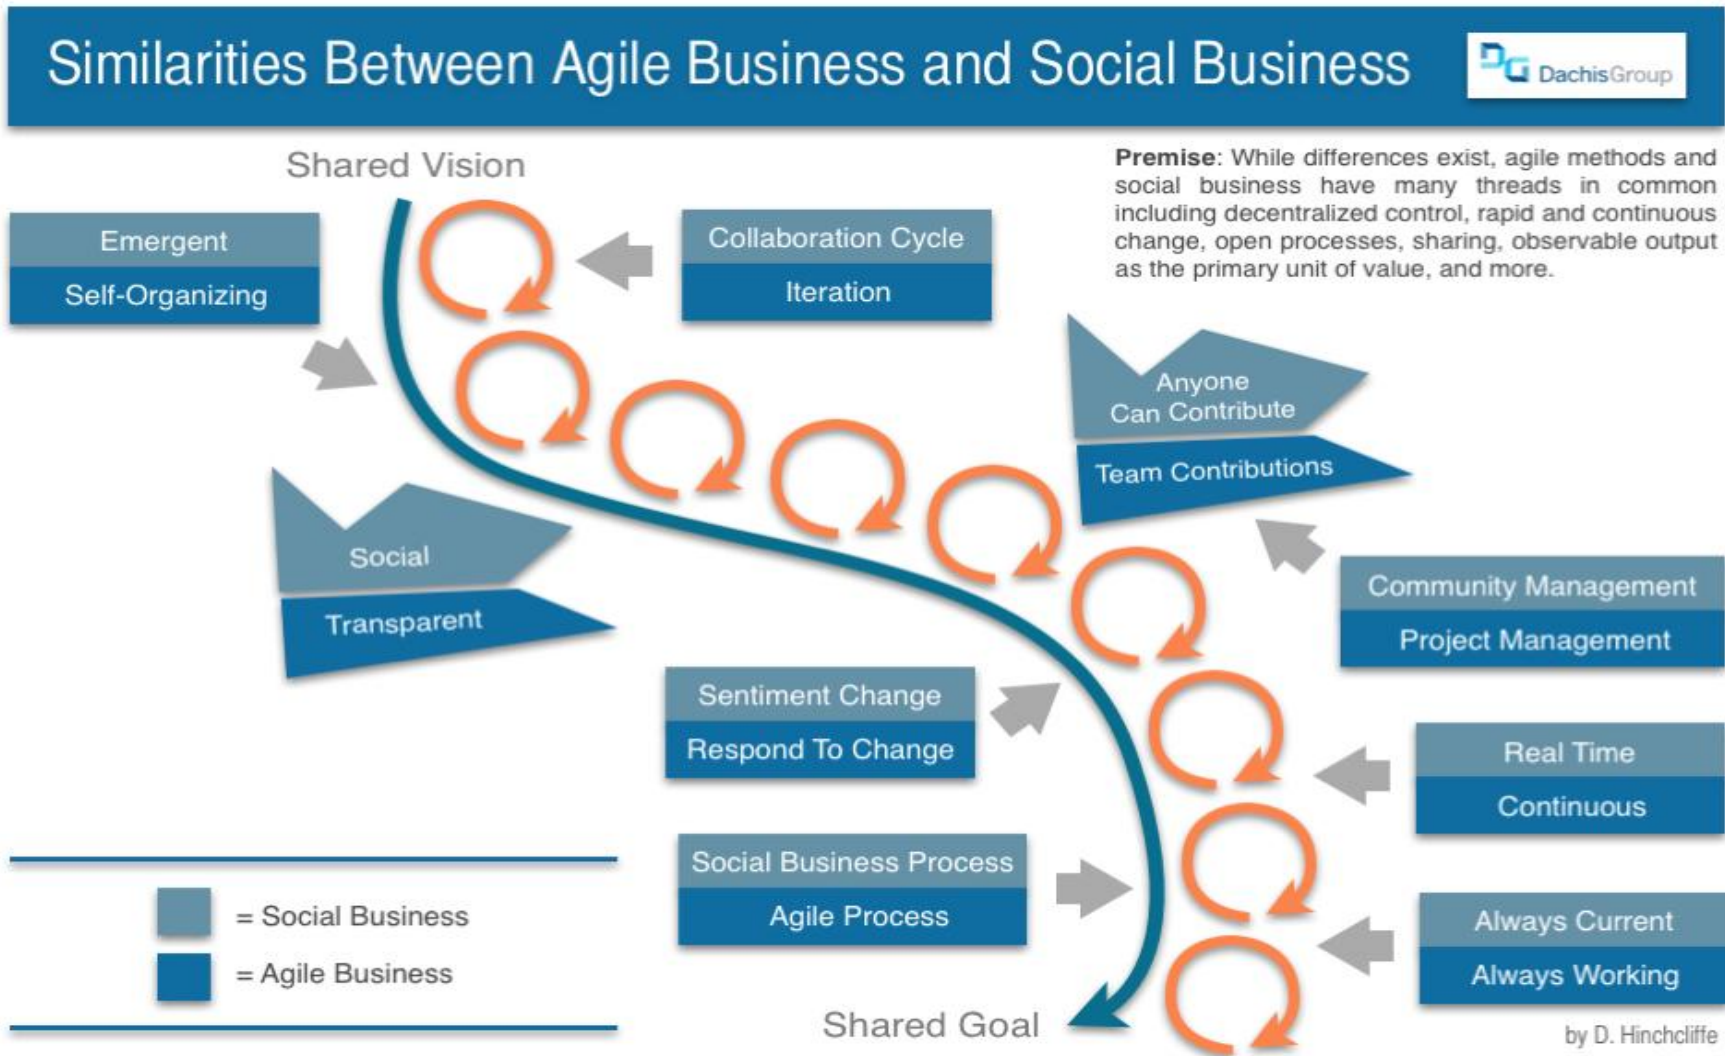 Similarities Between Agile Business and Social Business
DachisGroup
Shared Vision
Premise: While differences exist, agile methods and
social business have many threads in common
including decentralized control, rapid and continuous
change, open processes, sharing, observable output
as the primary unit of value, and more.
Emergent
Self-Organizing
Collaboration Cycle
Iteration
Anyone
Can Contribute
Team Contributions
Social
Transparent
Community Management
Project Management
Sentiment Change
Respond To Change
Real Time
Continuous
Social Business Process
Agile Process
Always Current
Always Working
= Social Business
= Agile Business
Shared Goal
by D. Hinchcliffe